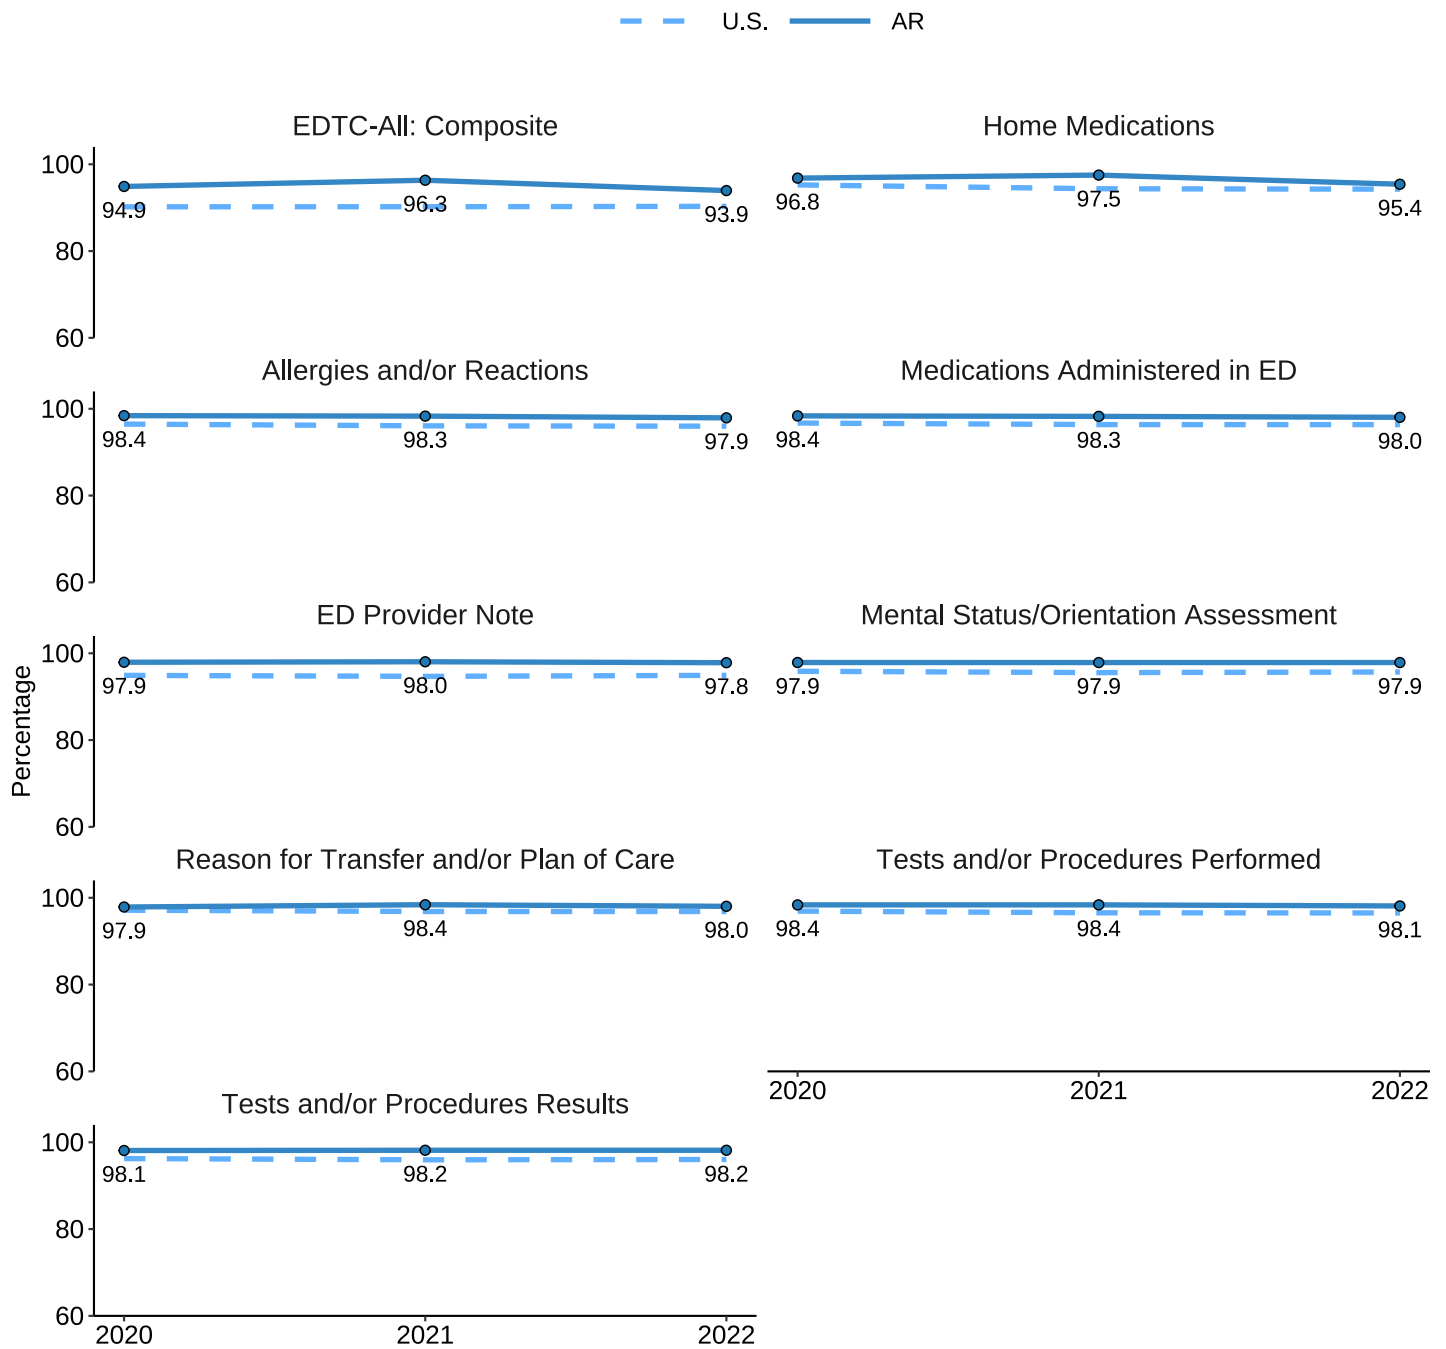 U.S. AR
EDTC-All: Composite
100
80
60
94.9 96.3 93.9
Home Medications
96.8 97.5 95.4
Allergies and/or Reactions
100
80
60
98.4 98.3 97.9
Medications Administered in ED
98.4 98.3 98.0
Percentage
ED Provider Note
100
80
60
97.9 98.0 97.8
Mental Status/Orientation Assessment
97.9 97.9 97.9
Reason for Transfer and/or Plan of Care
100
80
60
97.9 98.4 98.0
Tests and/or Procedures Performed
98.4 98.4 98.1
2020 2021 2022
Tests and/or Procedures Results
100
80
60
98.1 98.2 98.2
2020 2021 2022